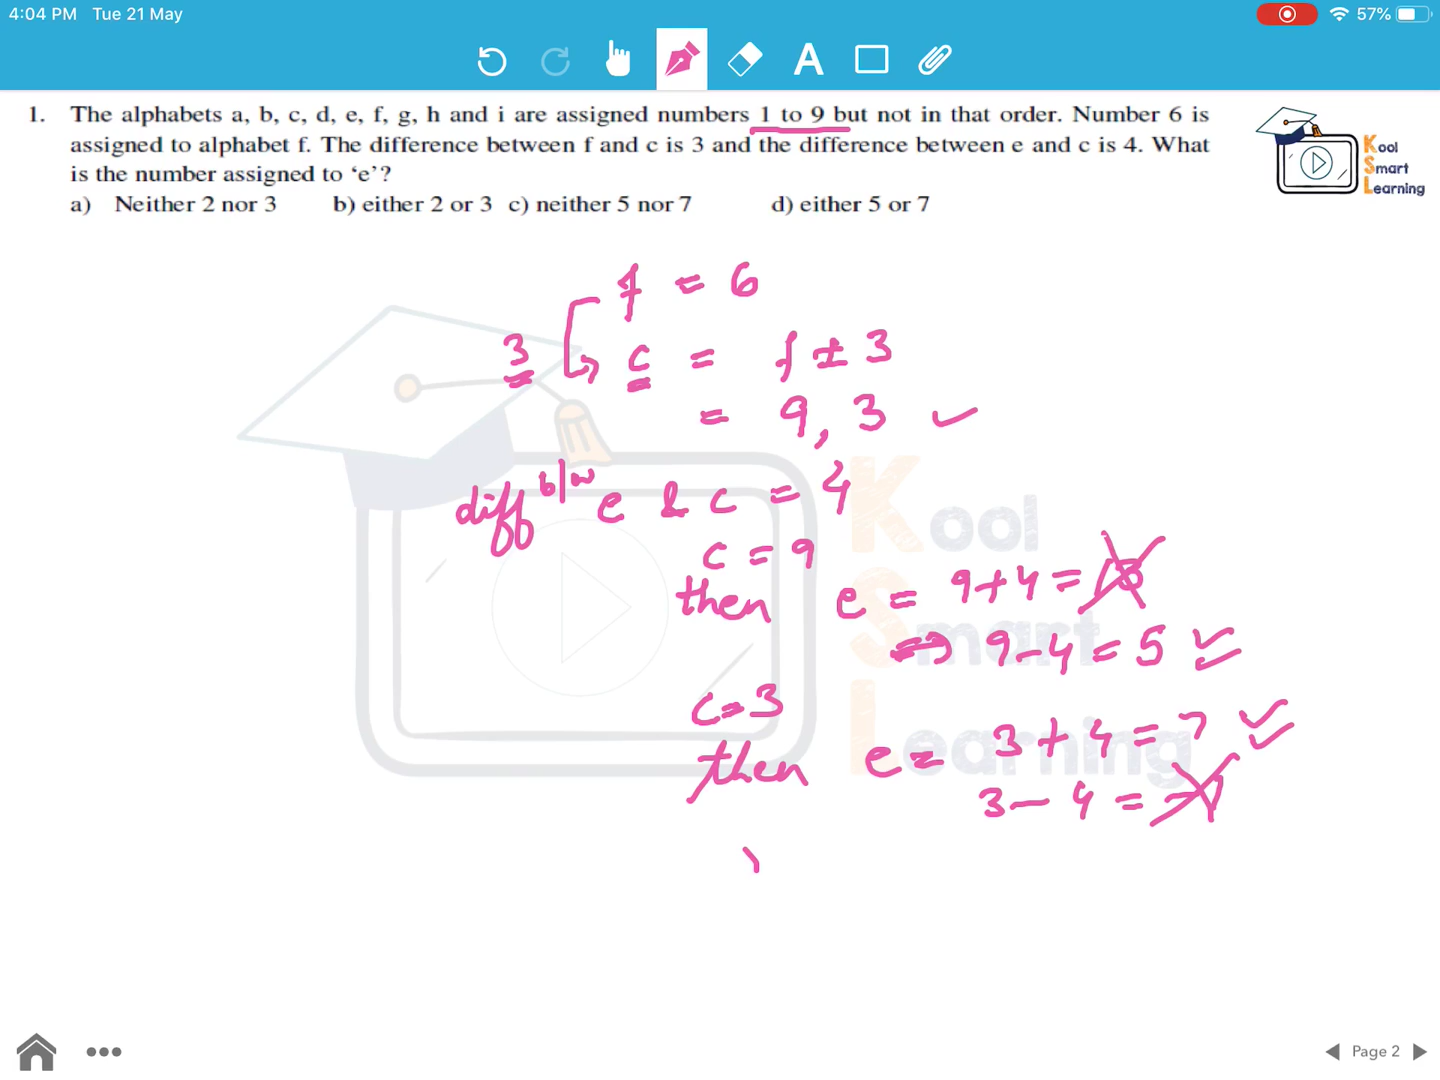 4:04 PM Tue 21 May
57%
A
1. The alphabets a, b, c, d, e, f, g, h and i are assigned numbers 1 to 9 but not in that order. Number 6 is
assigned to alphabet f. The difference between f and c is 3 and the difference between e and c is 4. What
is the number assigned to ‘e’?
a) Neither 2 nor 3 b) either 2 or 3 c) neither 5 nor 7 d) either 5 or 7
Kool
Smart
Learning
f = 6
3 c = f ± 3
= 9, 3 ✓
diff b/w e & c = 4
c = 9
then e = 9+4 = 13
⇒ 9-4 = 5 ✓
c = 3
then e = 3 + 4 = 7 ✓
3 - 4 = -1
Kool
Smart
Learning
Page 2